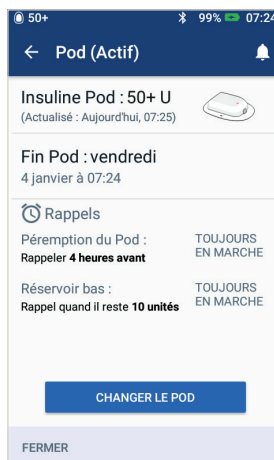 50+ 99% 07:24
Pod (Actif)
Insuline Pod : 50+ U
(Actualisé : Aujourd'hui, 07:25)
Fin Pod : vendredi
4 janvier à 07:24
Rappels
Péremption du Pod : TOUJOURS
Rappeler 4 heures avant EN MARCHE
Réservoir bas : TOUJOURS
Rappel quand il reste 10 unités EN MARCHE
CHANGER LE POD
FERMER